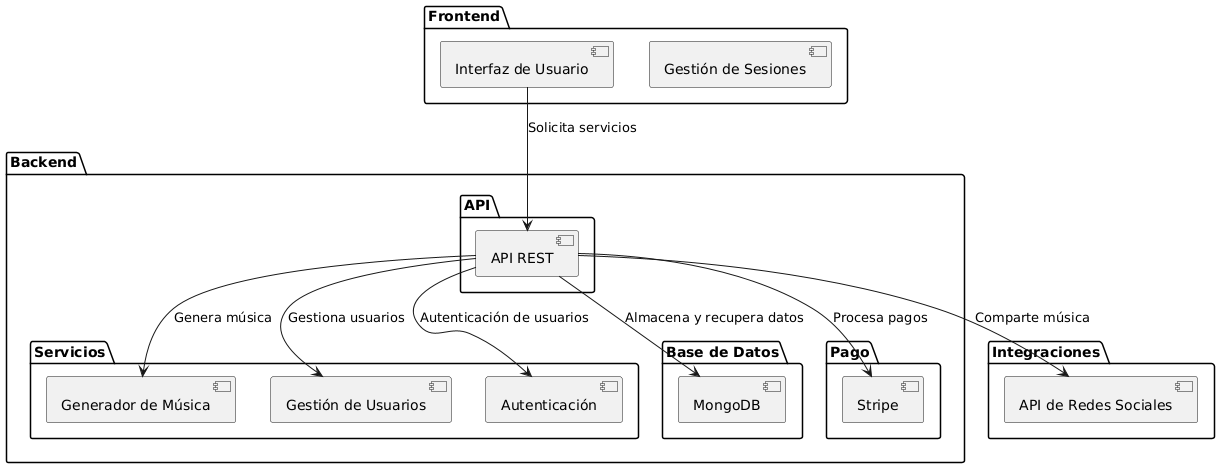 Frontend
Interfaz de Usuario
Gestión de Sesiones
Solicita servicios
Backend
API
API REST
Genera música
Gestiona usuarios
Autenticación de usuarios
Almacena y recupera datos
Procesa pagos
Comparte música
Servicios
Base de Datos
Pago
Integraciones
Generador de Música
Gestión de Usuarios
Autenticación
MongoDB
Stripe
API de Redes Sociales